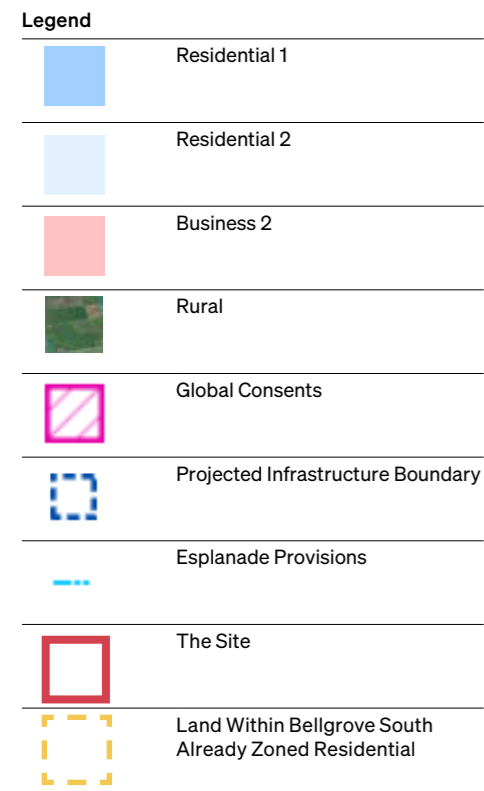 Legend
Residential 1
Residential 2
Business 2
Rural
Global Consents
Projected Infrastructure Boundary
Esplanade Provisions
The Site
Land Within Bellgrove South
Already Zoned Residential